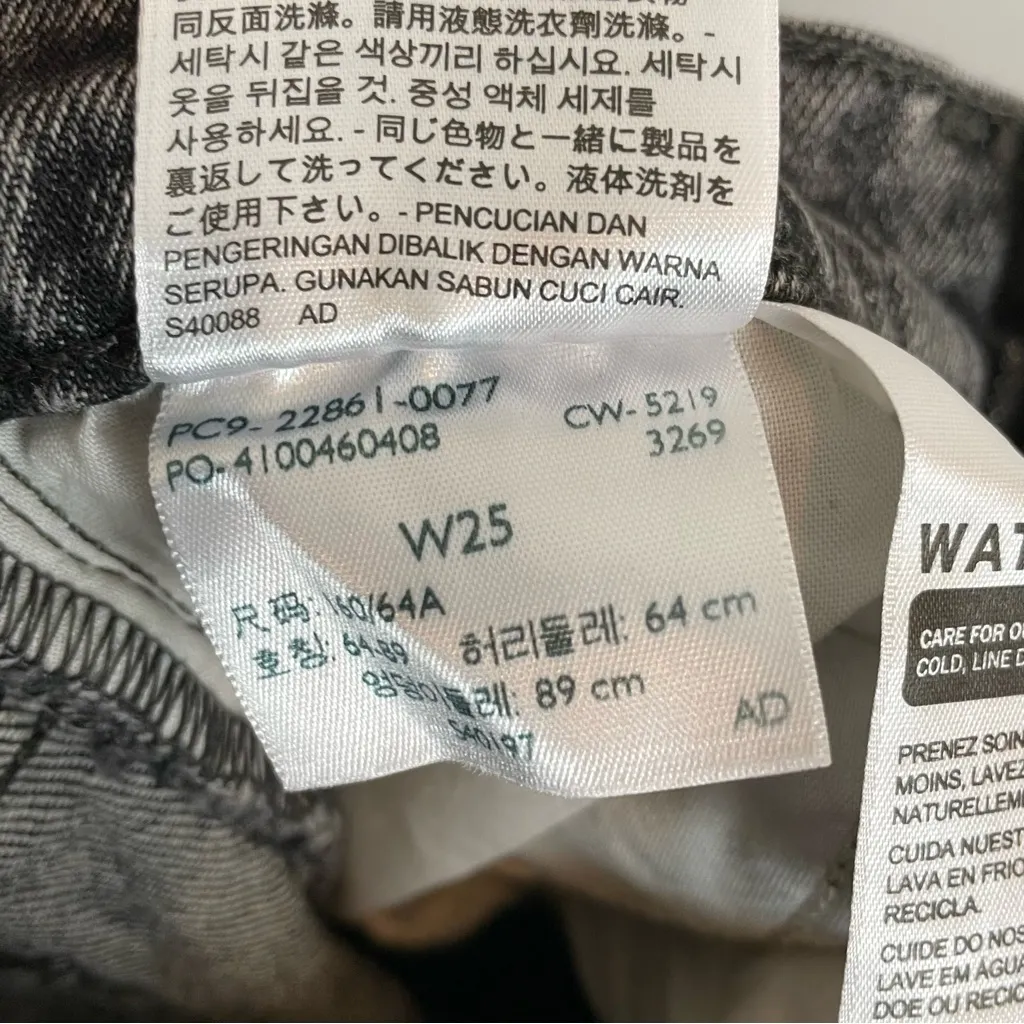 同反面洗滌。請用液態洗衣劑洗滌。-
세탁시 같은 색상끼리 하십시요. 세탁시
옷을 뒤집을 것. 중성 액체 세제를
사용하세요. - 同じ色物と一緒に製品を
裏返して洗ってください。液体洗剤を
ご使用下さい。- PENCUCIAN DAN
PENGERINGAN DIBALIK DENGAN WARNA
SERUPA. GUNAKAN SABUN CUCI CAIR.
S40088 AD
PC9-22861-0077 CW-5219
PO-4100460408 3269
W25
尺码: 160/64A
호칭: 64-89 허리둘레: 64 cm
엉덩이둘레: 89 cm
S40197 AD
CARE FOR
COLD, LINE
PRENEZ SOIN
MOINS, LAVEZ
CUIDA
LAVA EN FRIO
RECICLA.
CUIDE DO
LAVE EM
DOE OU